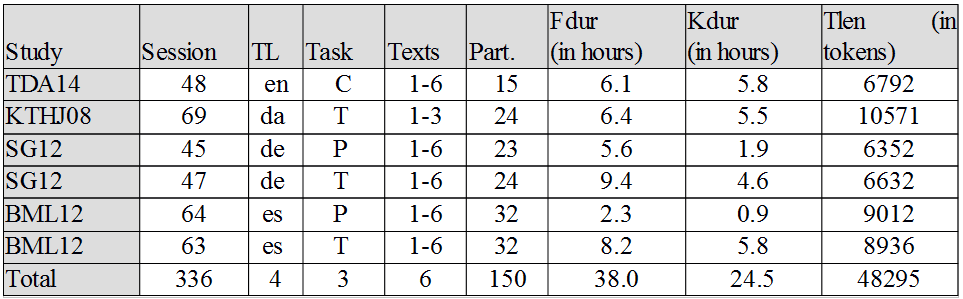 Study Session TL Task Texts Part. Fdur (in hours) Kdur (in hours) Tlen (in tokens)
TDA14 48 en C 1-6 15 6.1 5.8 6792
KTHJ08 69 da T 1-3 24 6.4 5.5 10571
SG12 45 de P 1-6 23 5.6 1.9 6352
SG12 47 de T 1-6 24 9.4 4.6 6632
BML12 64 es P 1-6 32 2.3 0.9 9012
BML12 63 es T 1-6 32 8.2 5.8 8936
Total 336 4 3 6 150 38.0 24.5 48295